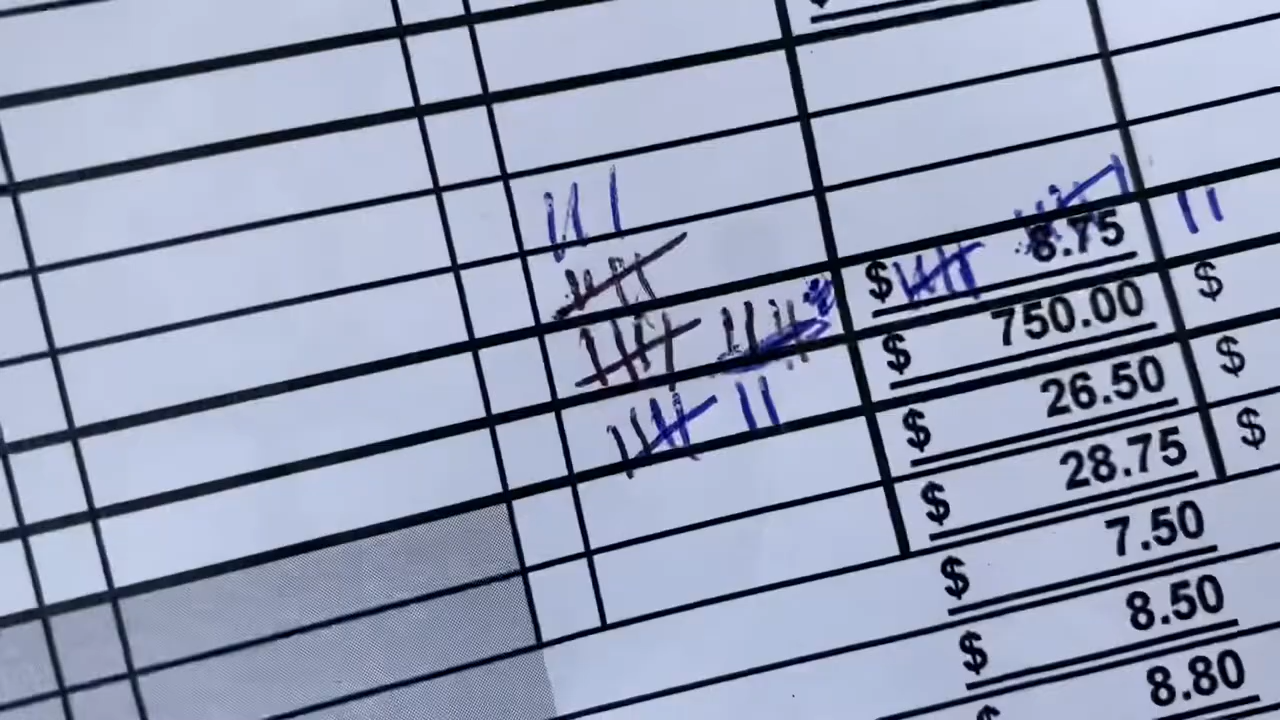 $ 8.75
$ 750.00 $
$ 26.50 $
$ 28.75 $
$ 7.50
$ 8.50
$ 8.80